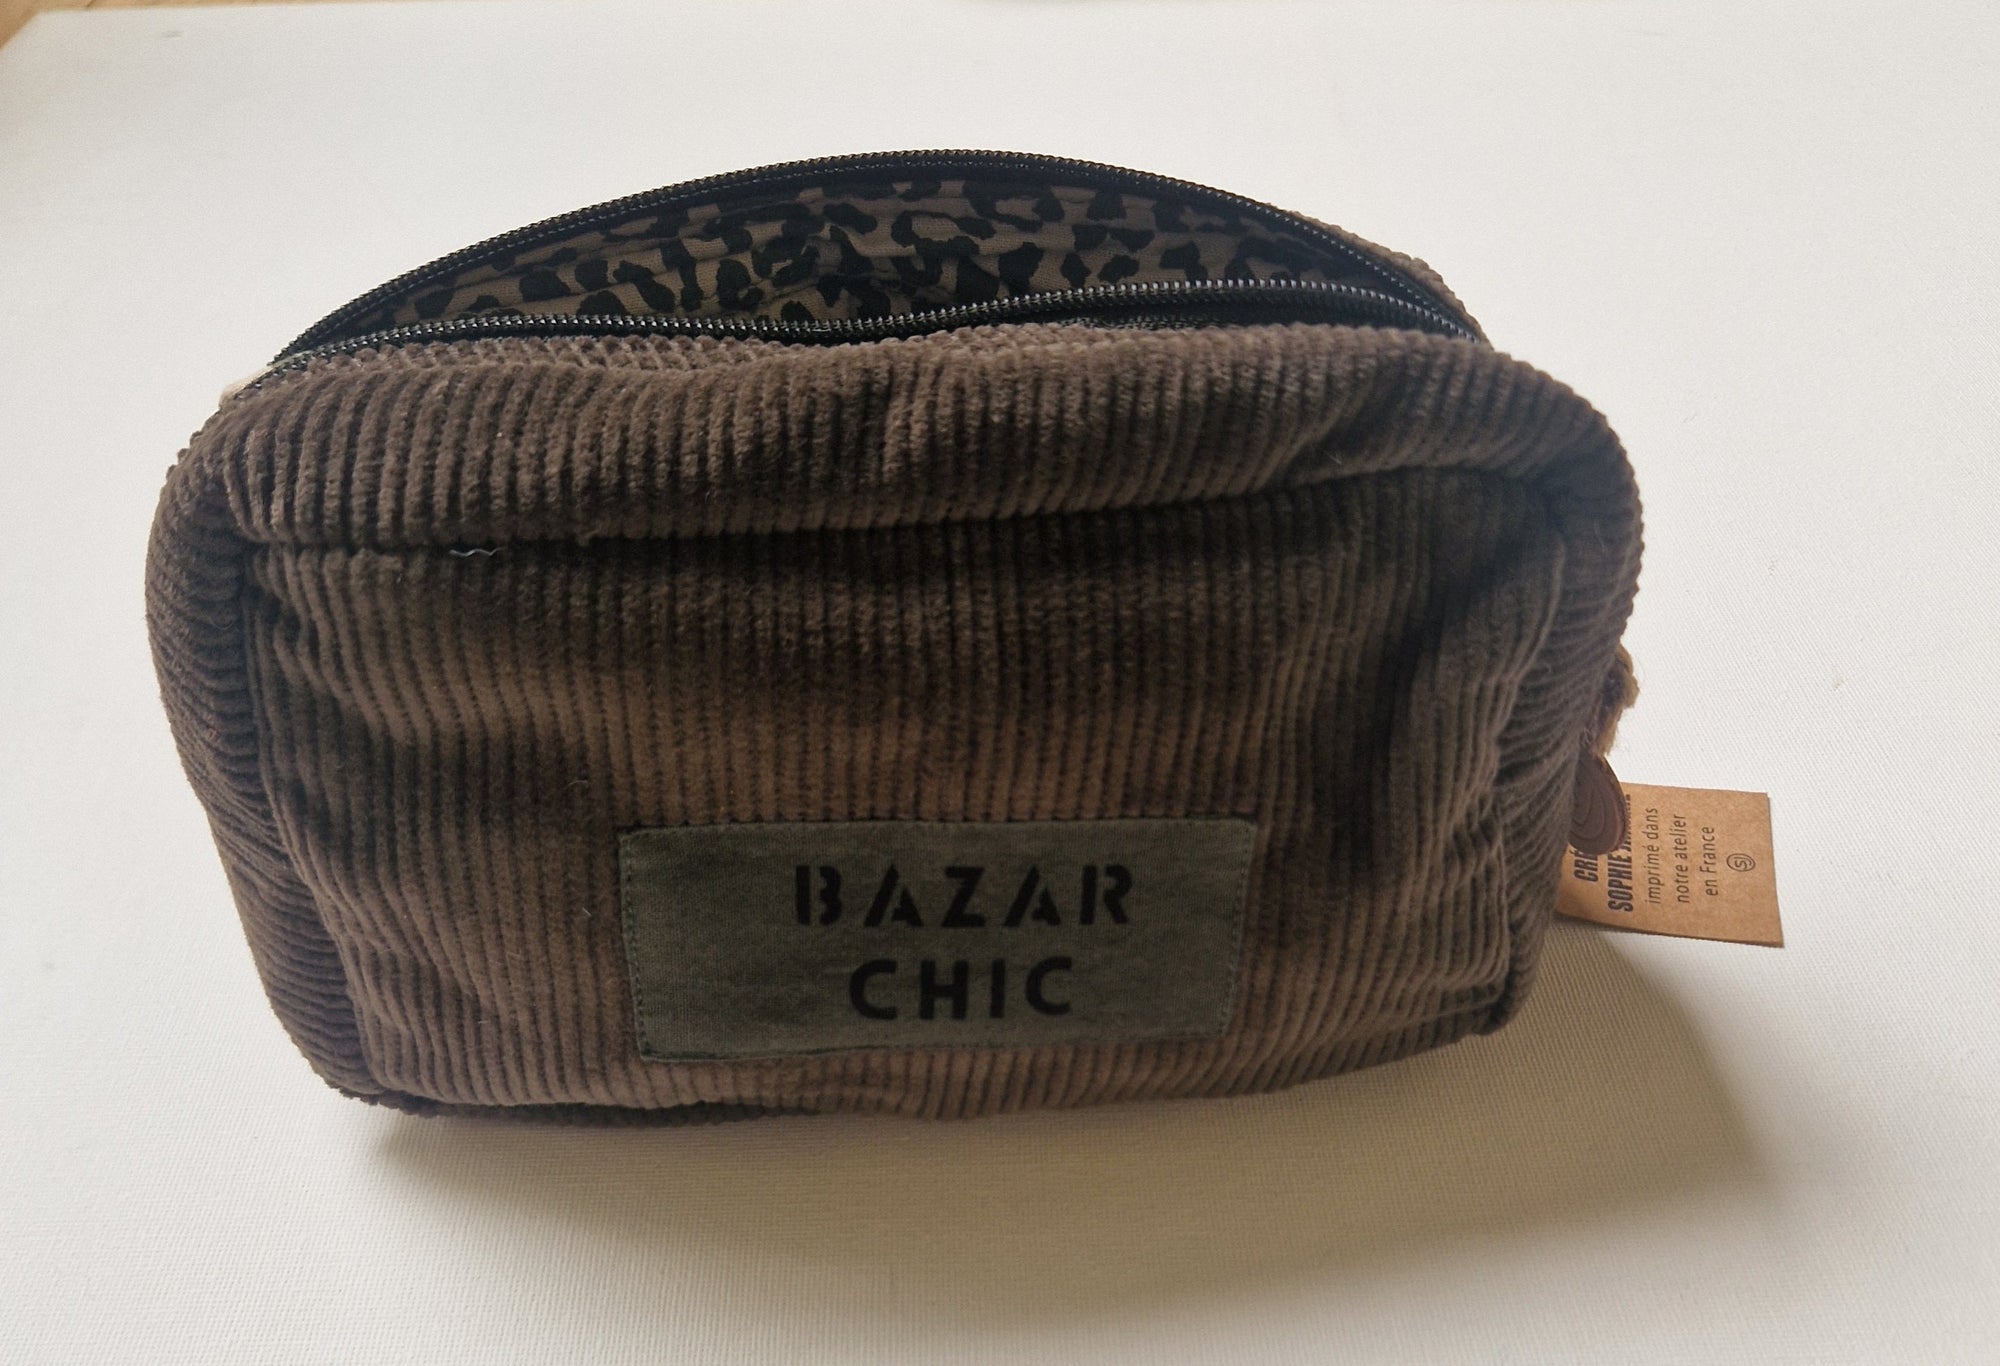 BAZAR
CHIC
SOPHIE
imprimé dans
notre atelier
en France